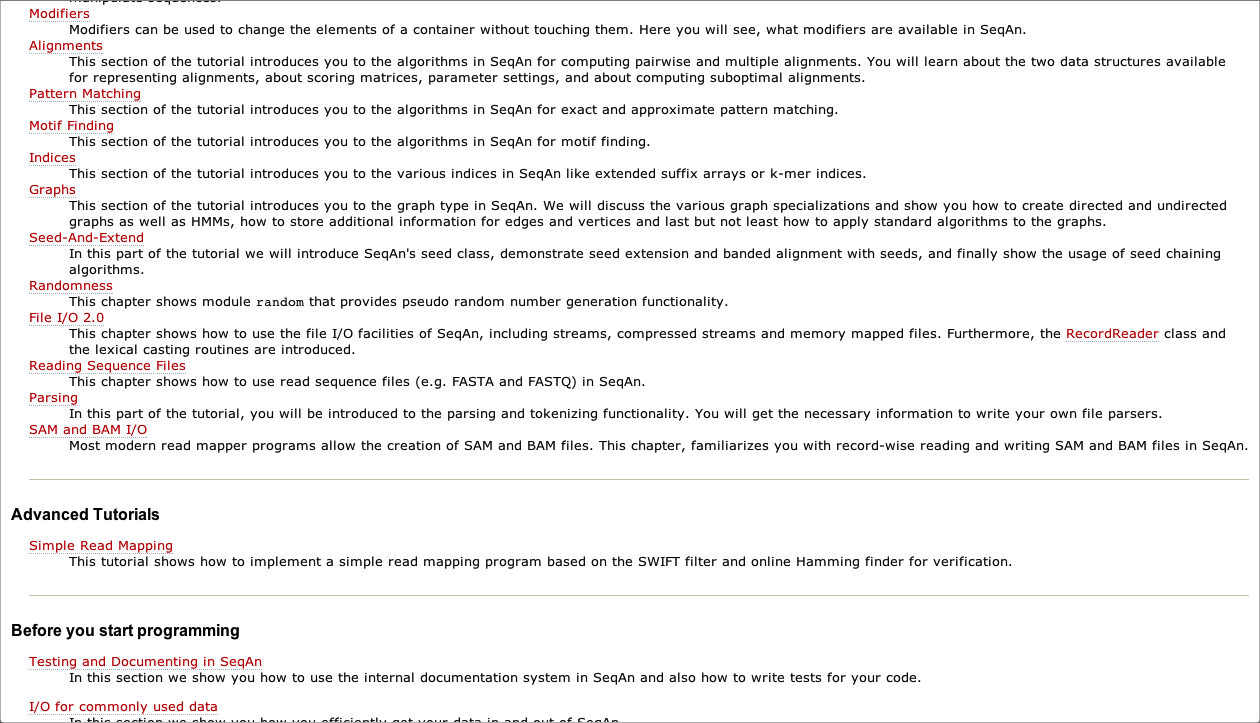 manipulate sequences.
Modifiers
Modifiers can be used to change the elements of a container without touching them. Here you will see, what modifiers are available in SeqAn.
Alignments
This section of the tutorial introduces you to the algorithms in SeqAn for computing pairwise and multiple alignments. You will learn about the two data structures available
for representing alignments, about scoring matrices, parameter settings, and about computing suboptimal alignments.
Pattern Matching
This section of the tutorial introduces you to the algorithms in SeqAn for exact and approximate pattern matching.
Motif Finding
This section of the tutorial introduces you to the algorithms in SeqAn for motif finding.
Indices
This section of the tutorial introduces you to the various indices in SeqAn like extended suffix arrays or k-mer indices.
Graphs
This section of the tutorial introduces you to the graph type in SeqAn. We will discuss the various graph specializations and show you how to create directed and undirected
graphs as well as HMMs, how to store additional information for edges and vertices and last but not least how to apply standard algorithms to the graphs.
Seed-And-Extend
In this part of the tutorial we will introduce SeqAn's seed class, demonstrate seed extension and banded alignment with seeds, and finally show the usage of seed chaining
algorithms.
Randomness
This chapter shows module random that provides pseudo random number generation functionality.
File I/O 2.0
This chapter shows how to use the file I/O facilities of SeqAn, including streams, compressed streams and memory mapped files. Furthermore, the RecordReader class and
the lexical casting routines are introduced.
Reading Sequence Files
This chapter shows how to use read sequence files (e.g. FASTA and FASTQ) in SeqAn.
Parsing
In this part of the tutorial, you will be introduced to the parsing and tokenizing functionality. You will get the necessary information to write your own file parsers.
SAM and BAM I/O
Most modern read mapper programs allow the creation of SAM and BAM files. This chapter, familiarizes you with record-wise reading and writing SAM and BAM files in SeqAn.
Advanced Tutorials
Simple Read Mapping
This tutorial shows how to implement a simple read mapping program based on the SWIFT filter and online Hamming finder for verification.
Before you start programming
Testing and Documenting in SeqAn
In this section we show you how to use the internal documentation system in SeqAn and also how to write tests for your code.
I/O for commonly used data
In this section we show you how you efficiently get your data in and out of SeqAn.